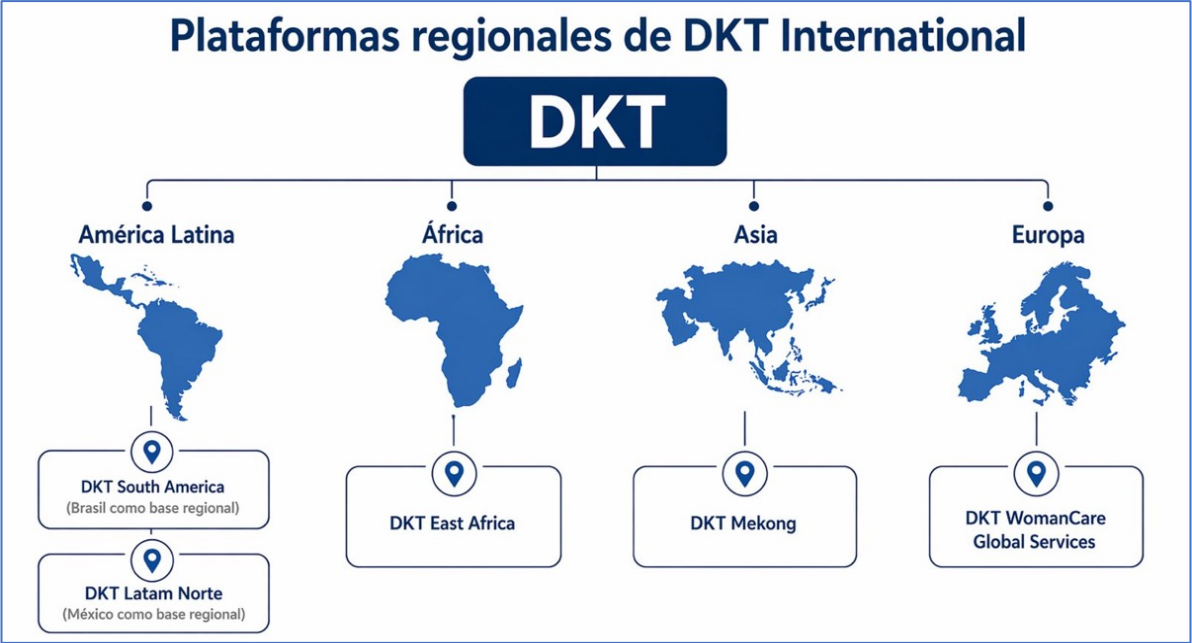 Plataformas regionales de DKT International
DKT
América Latina
África
Asia
Europa
DKT South America
(Brasil como base regional)
DKT Latam Norte
(México como base regional)
DKT East Africa
DKT Mekong
DKT WomanCare
Global Services